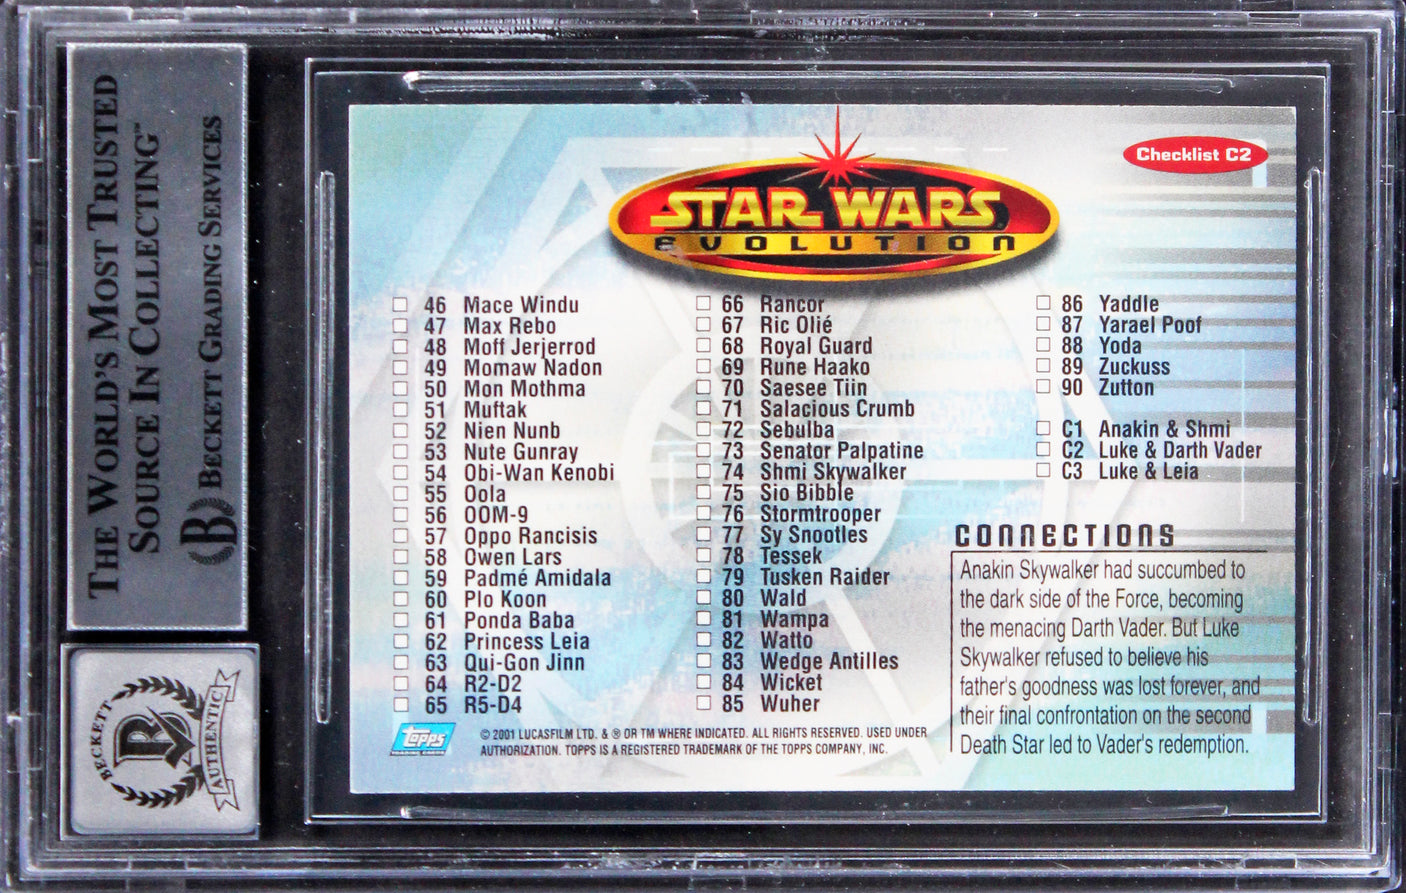 THE WORLD'S MOST TRUSTED
SOURCE IN COLLECTING™
BECKETT GRADING SERVICES
B
BECKETT
B
AUTHENTIC
Checklist C2
STAR WARS
EVOLUTION
46 Mace Windu
47 Max Rebo
48 Moff Jerjerrod
49 Momaw Nadon
50 Mon Mothma
51 Muftak
52 Nien Nunb
53 Nute Gunray
54 Obi-Wan Kenobi
55 Oola
56 OOM-9
57 Oppo Rancisis
58 Owen Lars
59 Padmé Amidala
60 Plo Koon
61 Ponda Baba
62 Princess Leia
63 Qui-Gon Jinn
64 R2-D2
65 R5-D4
66 Rancor
67 Ric Olié
68 Royal Guard
69 Rune Haako
70 Saesee Tiin
71 Salacious Crumb
72 Sebulba
73 Senator Palpatine
74 Shmi Skywalker
75 Sio Bibble
76 Stormtrooper
77 Sy Snootles
78 Tessek
79 Tusken Raider
80 Wald
81 Wampa
82 Watto
83 Wedge Antilles
84 Wicket
85 Wuher
86 Yaddle
87 Yarael Poof
88 Yoda
89 Zuckuss
90 Zutton
C1 Anakin & Shmi
C2 Luke & Darth Vader
C3 Luke & Leia
CONNECTIONS
Anakin Skywalker had succumbed to
the dark side of the Force, becoming
the menacing Darth Vader. But Luke
Skywalker refused to believe his
father's goodness was lost forever, and
their final confrontation on the second
Death Star led to Vader's redemption.
topps
TRADING CARDS
© 2001 LUCASFILM LTD. & ® OR TM WHERE INDICATED. ALL RIGHTS RESERVED. USED UNDER
AUTHORIZATION. TOPPS IS A REGISTERED TRADEMARK OF THE TOPPS COMPANY, INC.